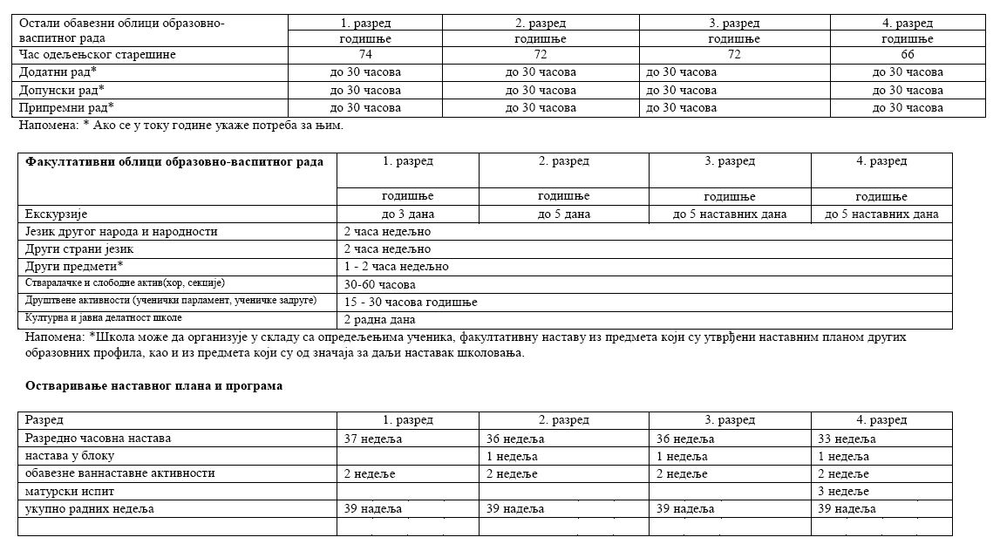 Остали обавезни облици образовно- 1. разред 2. разред 3. разред 4. разред
васпитног рада годишње годишње годишње годишње
Час одељењског старешине 74 72 72 66
Додатни рад* до 30 часова до 30 часова до 30 часова до 30 часова
Допунски рад* до 30 часова до 30 часова до 30 часова до 30 часова
Припремни рад* до 30 часова до 30 часова до 30 часова до 30 часова
Напомена: * Ако се у току године укаже потреба за њим.
Факултативни облици образовно-васпитног рада 1. разред 2. разред 3. разред 4. разред
годишње годишње годишње годишње
Екскурзије до 3 дана до 5 дана до 5 наставних дана до 5 наставних дана
Језик другог народа и народности 2 часа недељно
Други страни језик 2 часа недељно
Други предмети* 1 - 2 часа недељно
Стваралачке и слободне актив(хор, секције) 30-60 часова
Друштвене активности (ученички парламент, ученичке задруге) 15 - 30 часова годишње
Културна и јавна делатност школе 2 радна дана
Напомена: *Школа може да организује у складу са опредељењима ученика, факултативну наставу из предмета који су утврђени наставним планом других
образовних профила, као и из предмета који су од значаја за даљи наставак школовања.
Остваривање наставног плана и програма
Разред 1. разред 2. разред 3. разред 4. разред
Разредно часовна настава 37 недеља 36 недеља 36 недеља 33 недеља
настава у блоку 1 недеља 1 недеља 1 недеља
обавезне ваннаставне активности 2 недеље 2 недеље 2 недеље 2 недеље
матурски испит 3 недеље
укупно радних недеља 39 надеља 39 надеља 39 надеља 39 надеља